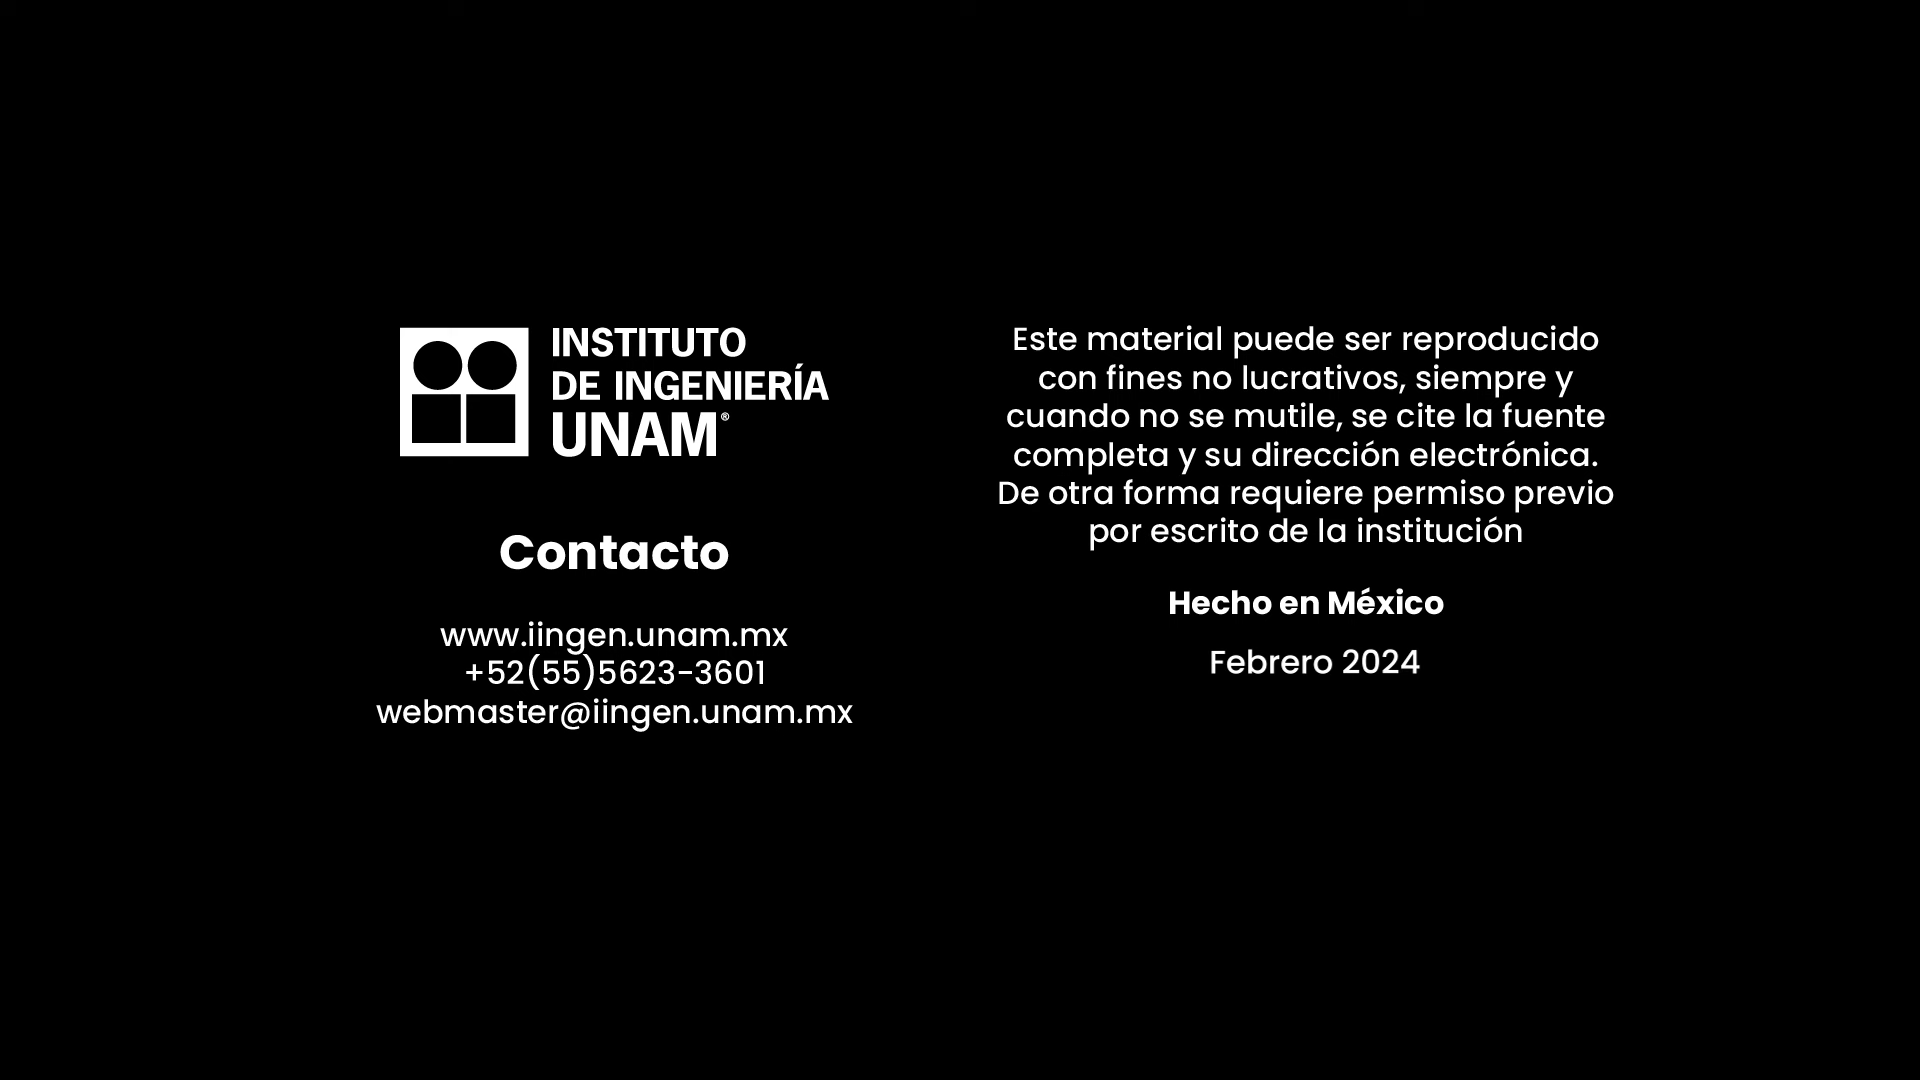 INSTITUTO
DE INGENIERÍA
UNAM®
Contacto
www.iingen.unam.mx
+52(55)5623-3601
webmaster@iingen.unam.mx
Este material puede ser reproducido
con fines no lucrativos, siempre y
cuando no se mutile, se cite la fuente
completa y su dirección electrónica.
De otra forma requiere permiso previo
por escrito de la institución
Hecho en México
Febrero 2024